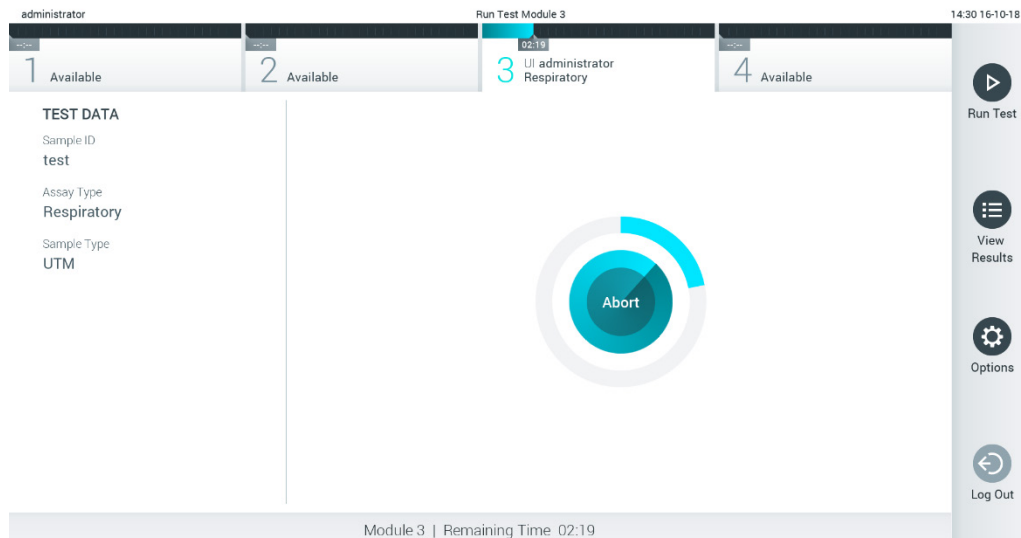 administrator
Run Test Module 3
14:30 16-10-18
--:--
1 Available
--:--
2 Available
02:19
3 UI administrator
Respiratory
--:--
4 Available
Run Test
View
Results
Options
Log Out
TEST DATA
Sample ID
test
Assay Type
Respiratory
Sample Type
UTM
Abort
Module 3 | Remaining Time 02:19